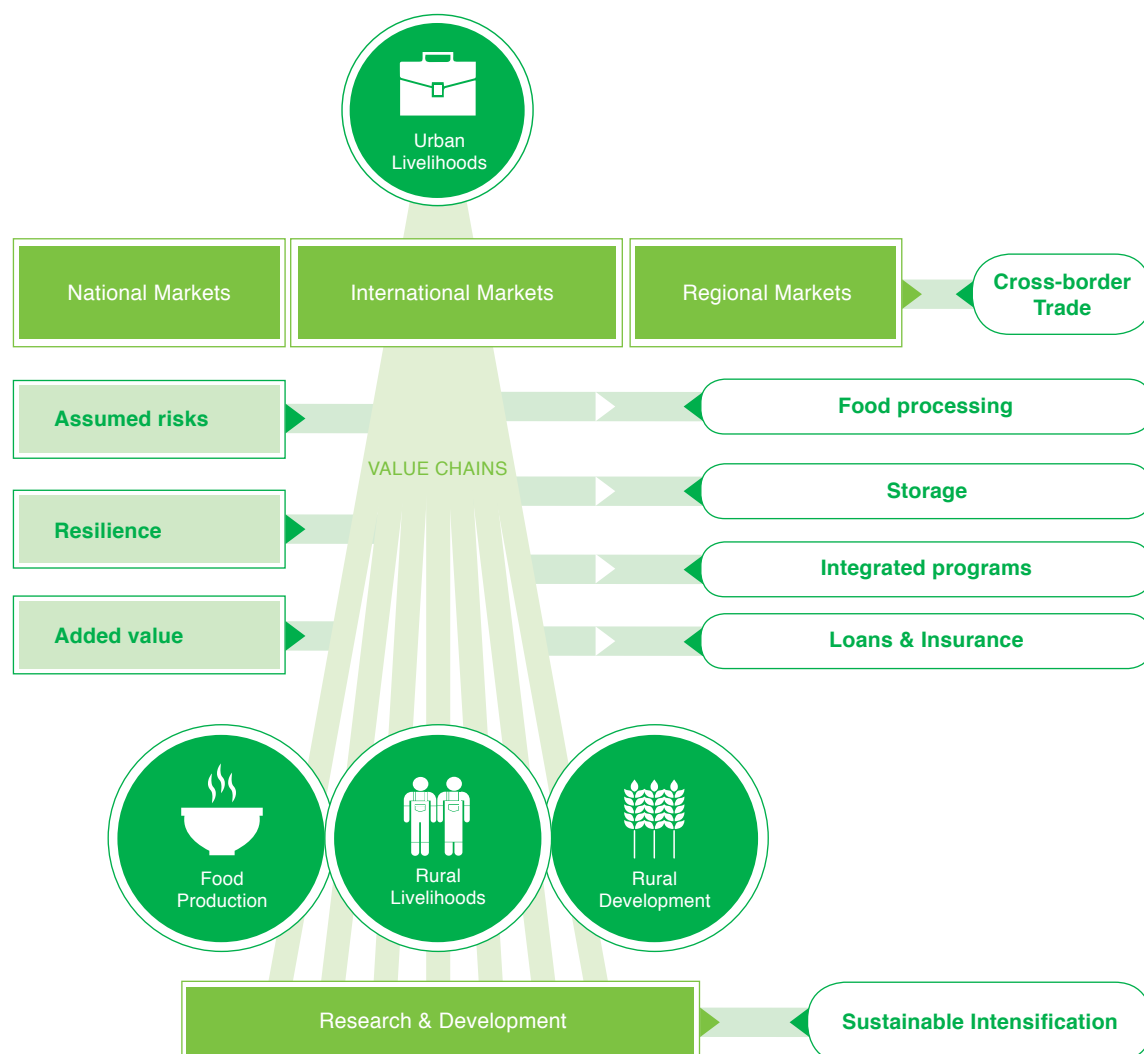 Urban
Livelihoods
National Markets
International Markets
Regional Markets
Cross-border
Trade
Assumed risks
Food processing
VALUE CHAINS
Storage
Resilience
Integrated programs
Added value
Loans & Insurance
Food
Production
Rural
Livelihoods
Rural
Development
Research & Development
Sustainable Intensification